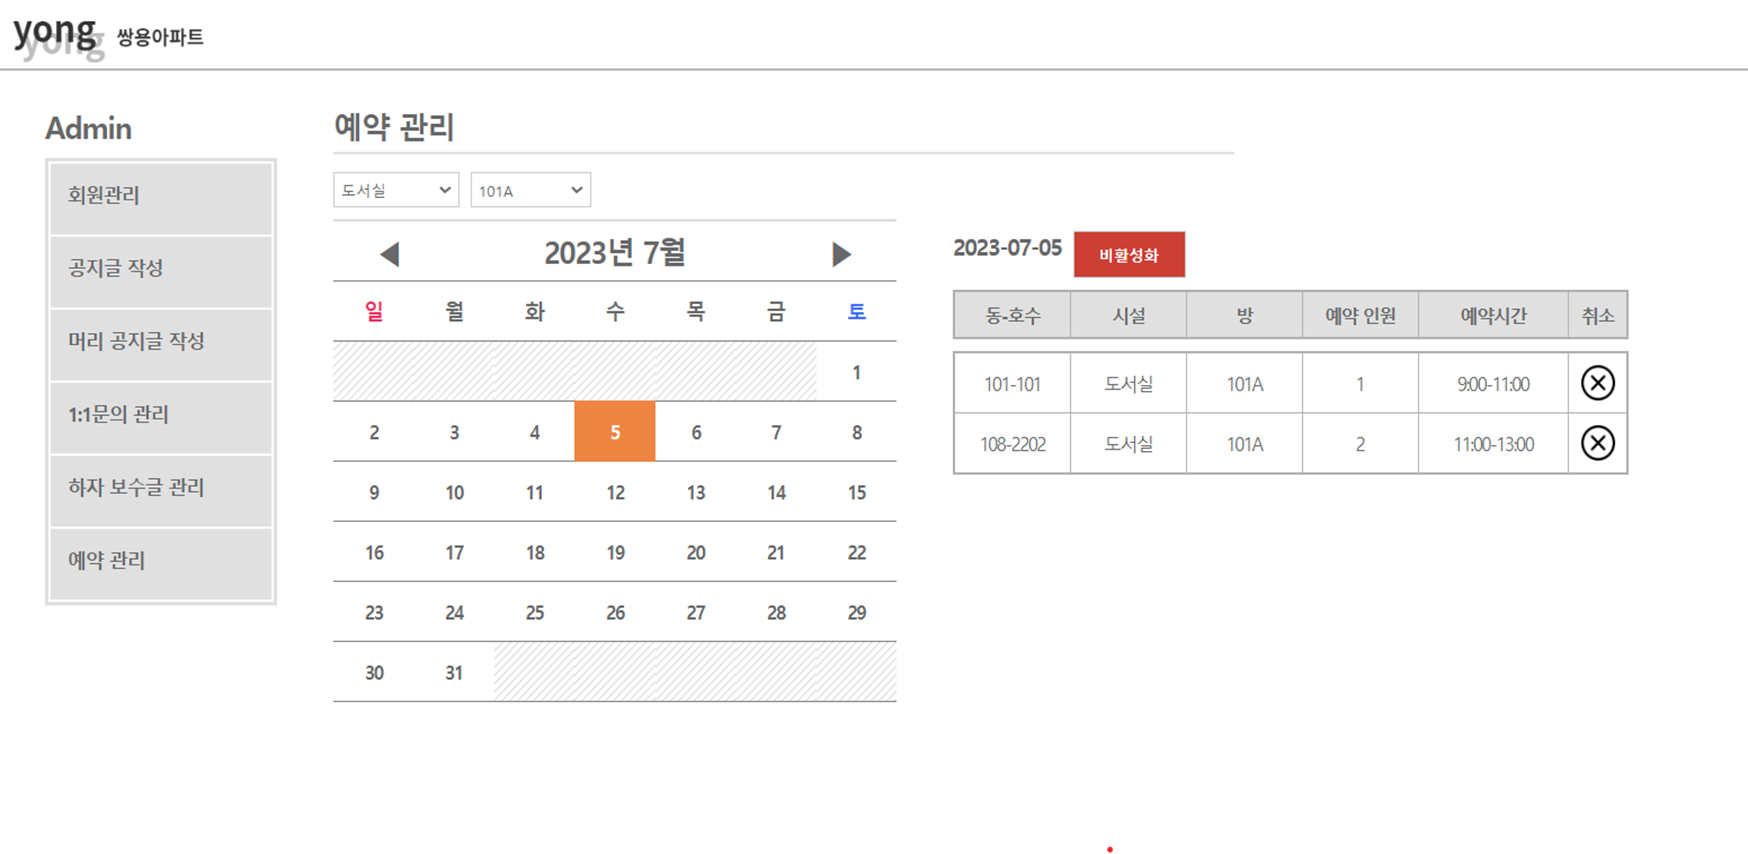 yong
yong
쌍용아파트
Admin
회원관리
공지글 작성
머리 공지글 작성
1:1문의 관리
하자 보수글 관리
예약 관리
예약 관리
도서실 101A
2023년 7월
일 월 화 수 목 금 토
1
2 3 4 5 6 7 8
9 10 11 12 13 14 15
16 17 18 19 20 21 22
23 24 25 26 27 28 29
30 31
2023-07-05 비활성화
동-호수 시설 방 예약 인원 예약시간 취소
101-101 도서실 101A 1 9:00-11:00
108-2202 도서실 101A 2 11:00-13:00